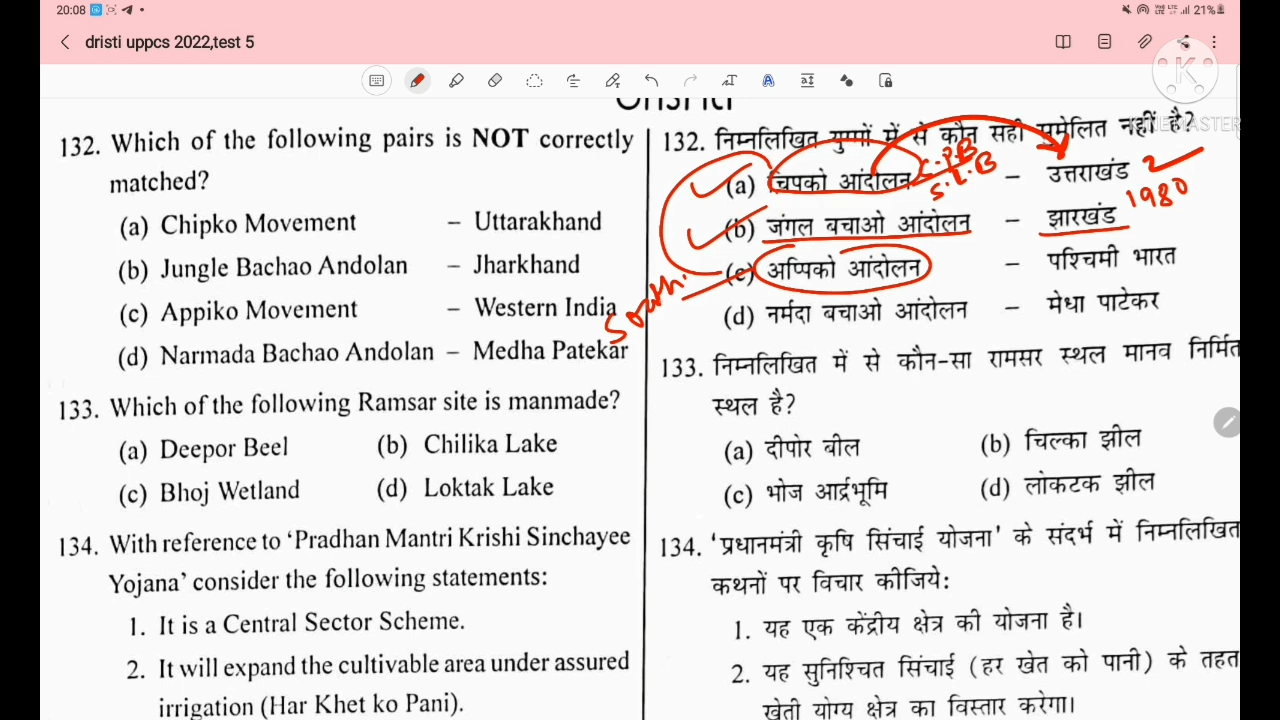 20:08
21%
dristi uppcs 2022,test 5
K
KINEMASTER
132. Which of the following pairs is NOT correctly
matched?
(a) Chipko Movement – Uttarakhand
(b) Jungle Bachao Andolan – Jharkhand
(c) Appiko Movement – Western India
(d) Narmada Bachao Andolan – Medha Patekar
133. Which of the following Ramsar site is manmade?
(a) Deepor Beel (b) Chilika Lake
(c) Bhoj Wetland (d) Loktak Lake
134. With reference to ‘Pradhan Mantri Krishi Sinchayee
Yojana’ consider the following statements:
1. It is a Central Sector Scheme.
2. It will expand the cultivable area under assured
irrigation (Har Khet ko Pani).
132. निम्नलिखित युग्मों में से कौन सही सुमेलित नहीं है?
(a) चिपको आंदोलन – उत्तराखंड
C.P.B
S.L.B
(b) जंगल बचाओ आंदोलन – झारखंड
1980
(c) अप्पिको आंदोलन – पश्चिमी भारत
South
(d) नर्मदा बचाओ आंदोलन – मेधा पाटेकर
133. निम्नलिखित में से कौन-सा रामसर स्थल मानव निर्मित
स्थल है?
(a) दीपोर बील (b) चिल्का झील
(c) भोज आर्द्रभूमि (d) लोकटक झील
134. ‘प्रधानमंत्री कृषि सिंचाई योजना’ के संदर्भ में निम्नलिखित
कथनों पर विचार कीजिये:
1. यह एक केंद्रीय क्षेत्र की योजना है।
2. यह सुनिश्चित सिंचाई (हर खेत को पानी) के तहत
खेती योग्य क्षेत्र का विस्तार करेगा।